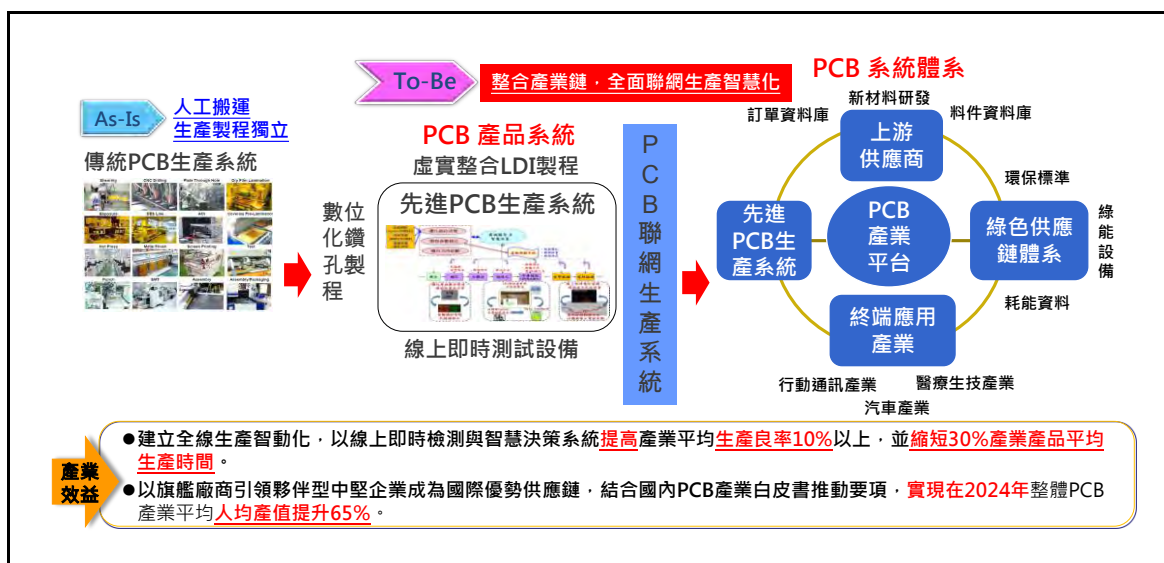 As-Is
人工搬運
生產製程獨立
傳統PCB生產系統
To-Be
整合產業鏈，全面聯網生產智慧化
PCB 產品系統
虛實整合LDI製程
數位化鑽孔製程
先進PCB生產系統
線上即時測試設備
PCB聯網生產系統
PCB 系統體系
新材料研發
訂單資料庫
料件資料庫
上游
供應商
環保標準
先進
PCB生
產系統
PCB
產業
平台
綠色供應
鏈體系
綠能設備
耗能資料
終端應用
產業
行動通訊產業
醫療生技產業
汽車產業
產業
效益
●建立全線生產智動化，以線上即時檢測與智慧決策系統提高產業平均生產良率10%以上，並縮短30%產業產品平均
生產時間。
●以旗艦廠商引領夥伴型中堅企業成為國際優勢供應鏈，結合國內PCB產業白皮書推動要項，實現在2024年整體PCB
產業平均人均產值提升65%。